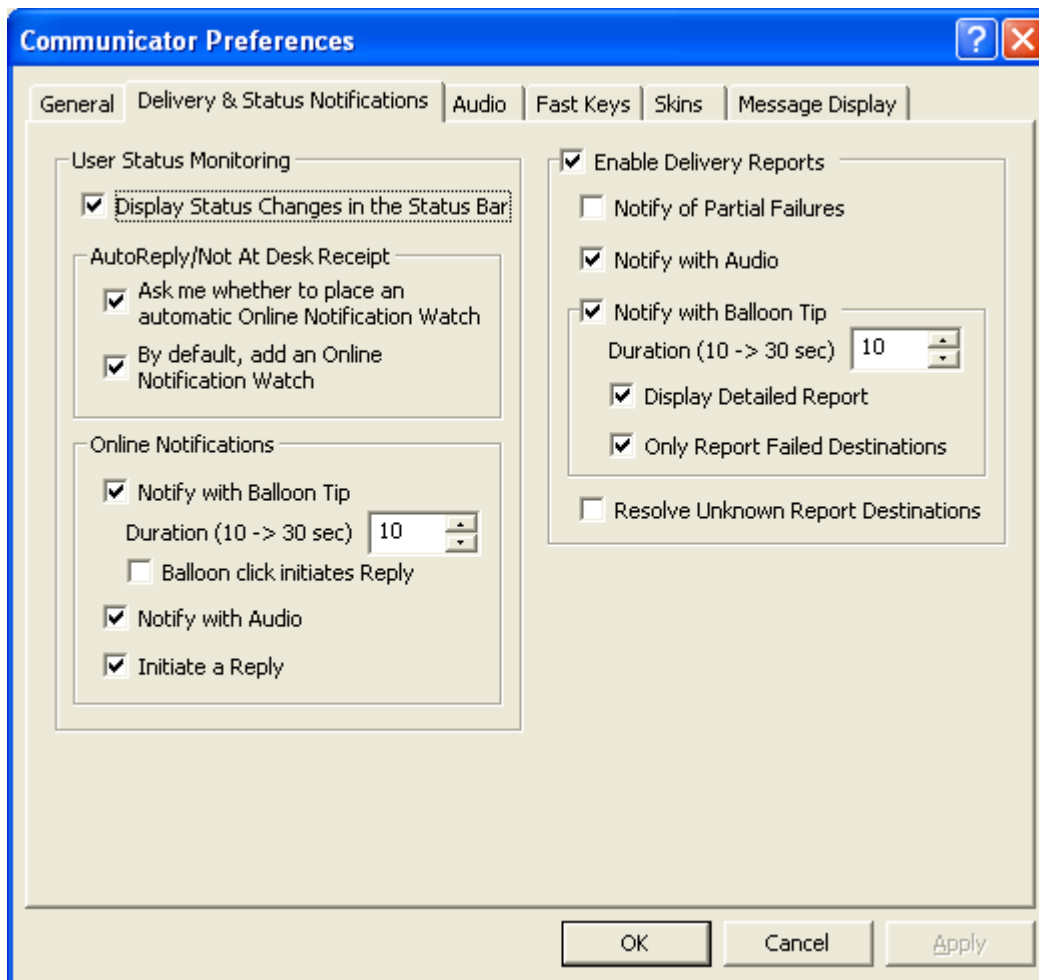 Communicator Preferences
General
Delivery & Status Notifications
Audio
Fast Keys
Skins
Message Display
User Status Monitoring
Display Status Changes in the Status Bar
AutoReply/Not At Desk Receipt
Ask me whether to place an
automatic Online Notification Watch
By default, add an Online
Notification Watch
Online Notifications
Notify with Balloon Tip
Duration (10 -> 30 sec) 10
Balloon click initiates Reply
Notify with Audio
Initiate a Reply
Enable Delivery Reports
Notify of Partial Failures
Notify with Audio
Notify with Balloon Tip
Duration (10 -> 30 sec) 10
Display Detailed Report
Only Report Failed Destinations
Resolve Unknown Report Destinations
OK
Cancel
Apply